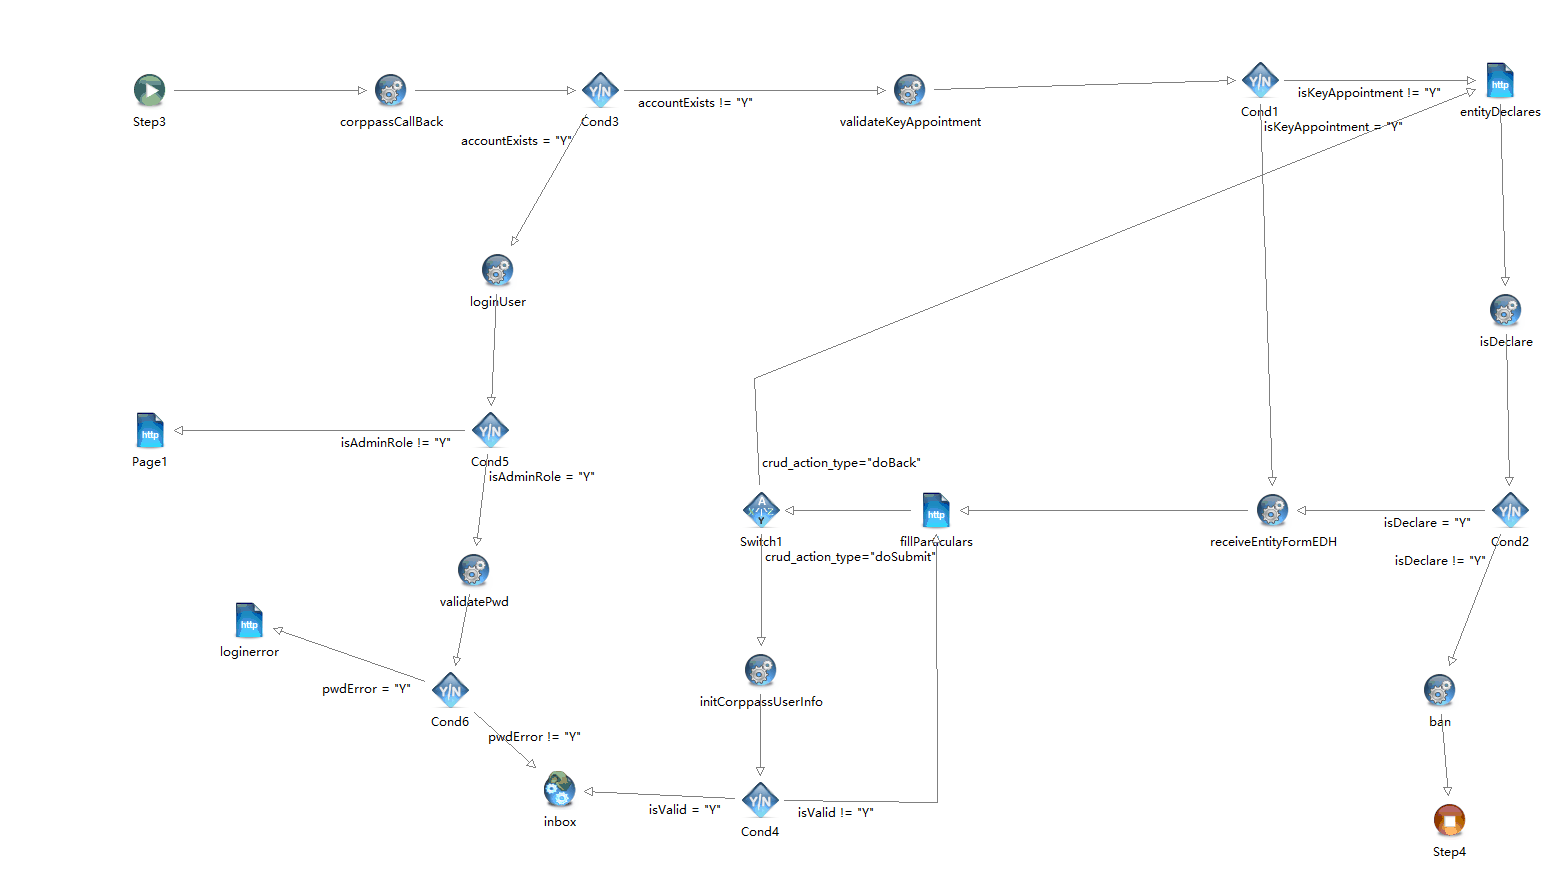 Step3
corppassCallBack
Y/N
Cond3
accountExists != "Y"
validateKeyAppointment
Y/N
Cond1
isKeyAppointment != "Y"
http
entityDeclares
isKeyAppointment = "Y"
accountExists = "Y"
loginUser
isDeclare
http
Page1
isAdminRole != "Y"
Y/N
Cond5
isAdminRole = "Y"
crud_action_type="doBack"
Switch1
http
receiveEntityFormEDH
isDeclare = "Y"
Y/N
Cond2
crud_action_type="doSubmit"
isDeclare != "Y"
validatePwd
http
loginerror
pwdError = "Y"
Y/N
Cond6
pwdError != "Y"
initCorppassUserInfo
ban
inbox
isValid = "Y"
Y/N
Cond4
isValid != "Y"
Step4